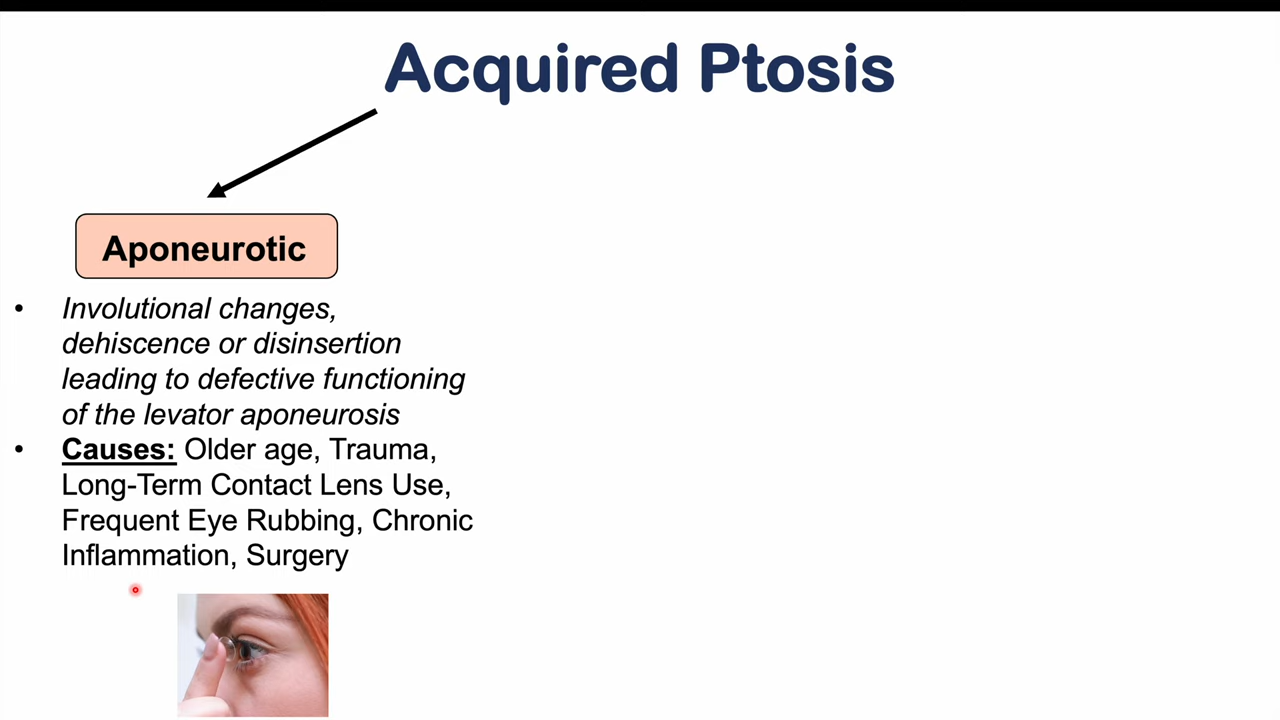 Acquired Ptosis
Aponeurotic
• Involutional changes,
dehiscence or disinsertion
leading to defective functioning
of the levator aponeurosis
• Causes: Older age, Trauma,
Long-Term Contact Lens Use,
Frequent Eye Rubbing, Chronic
Inflammation, Surgery